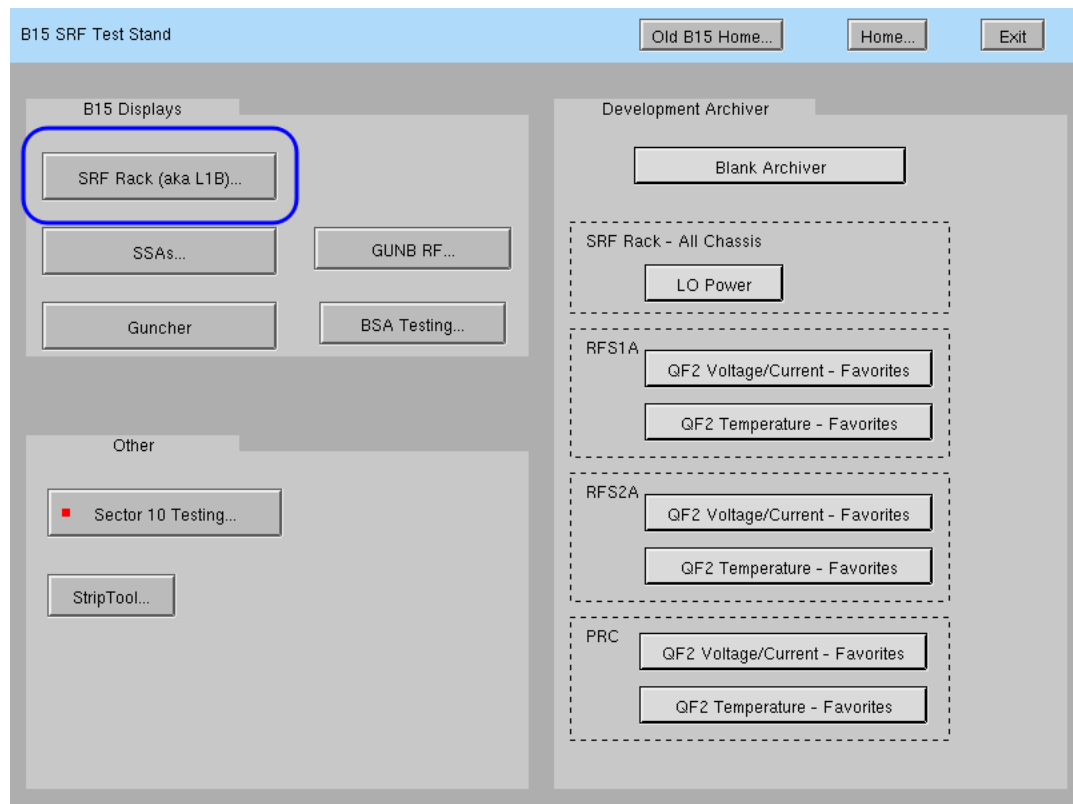 B15 SRF Test Stand
Old B15 Home...
Home...
Exit
B15 Displays
SRF Rack (aka L1B)...
SSAs...
GUNB RF...
Guncher
BSA Testing...
Other
Sector 10 Testing...
StripTool...
Development Archiver
Blank Archiver
SRF Rack - All Chassis
LO Power
RFS1A
QF2 Voltage/Current - Favorites
QF2 Temperature - Favorites
RFS2A
QF2 Voltage/Current - Favorites
QF2 Temperature - Favorites
PRC
QF2 Voltage/Current - Favorites
QF2 Temperature - Favorites